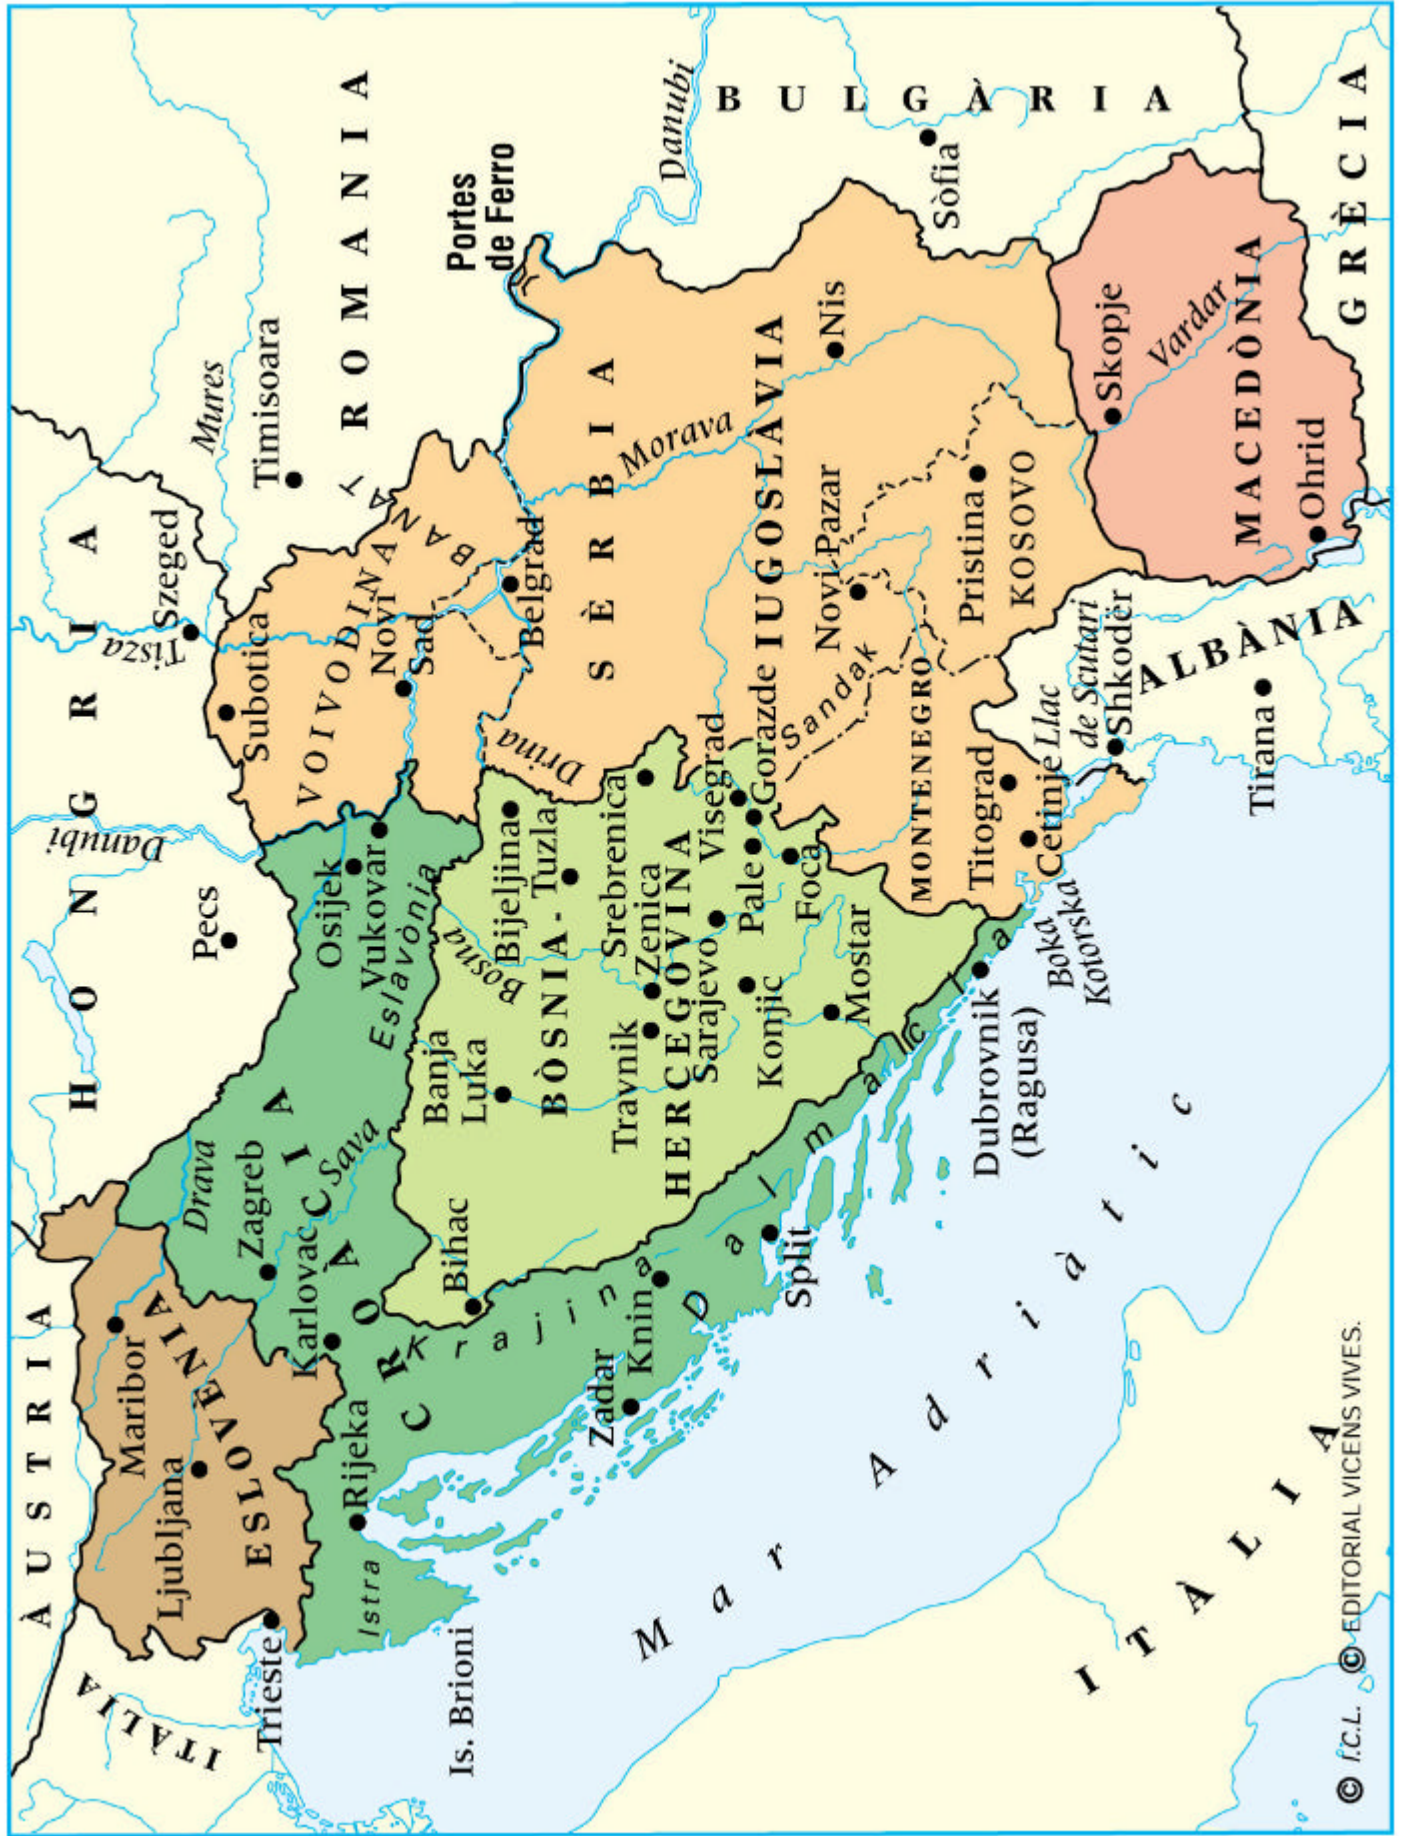 ÀUSTRIA
HONGRIA
ITÀLIA
Maribor
Ljubljana
ESLOVÈNIA
Trieste
Drava
Pecs
Danubi
Tisza
Szeged
Mures
Timisoara
ROMANIA
Zagreb
Karlovac
CROÀCIA
Sava
Rijeka
Istra
Is. Brioni
Osijek
Vukovar
Eslavònia
Subotica
VOIVODINA
Novi
Sad
BANAT
Belgrad
Portes
de Ferro
Danubi
BULGÀRIA
Krajina
Bihac
Banja
Luka
Bosna
Bijeljina
Tuzla
BÒSNIA-
HERCEGOVINA
Drina
SÈRBIA
Morava
Zadar
Knin
Travnik
Zenica
Srebrenica
Sarajevo
Visegrad
Pale
Gorazde
IUGOSLÀVIA
Konjic
Foca
Mostar
Split
Dalmacia
Sandak
Novi Pazar
Nis
Sòfia
MONTENEGRO
Pristina
KOSOVO
Titograd
Cetinje
Dubrovnik
(Ragusa)
Boka
Kotorska
Llac
de Scutari
Shkodër
Skopje
Vardar
MACEDÒNIA
Ohrid
ALBÀNIA
Tirana
GRÈCIA
Mar Adriàtic
ITÀLIA
© f.c.L. © EDITORIAL VICENS VIVES.